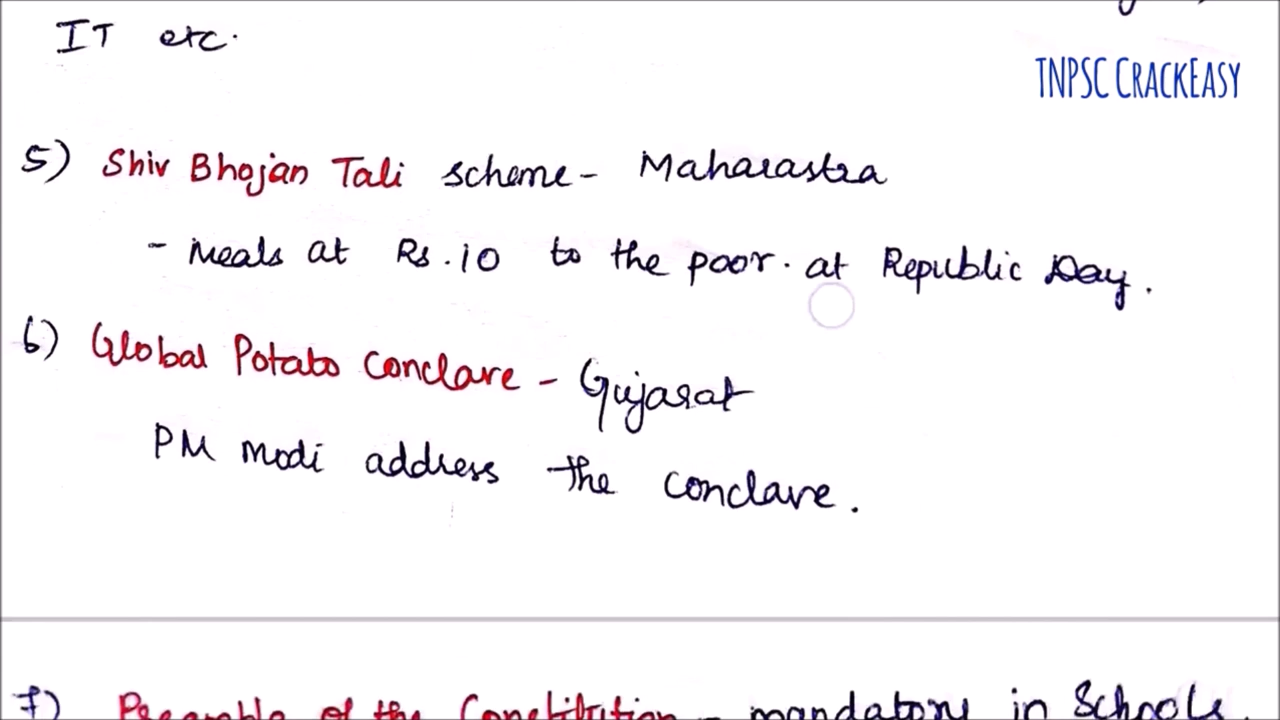 IT etc.
TNPSC CRACKEASY
5) Shiv Bhojan Tali scheme - Maharastra
- Meals at Rs.10 to the poor. at Republic Day.
6) Global Potato Conclave - Gujarat
PM Modi address the conclave.
7) Preamble of the Constitution - mandatory in Schools.